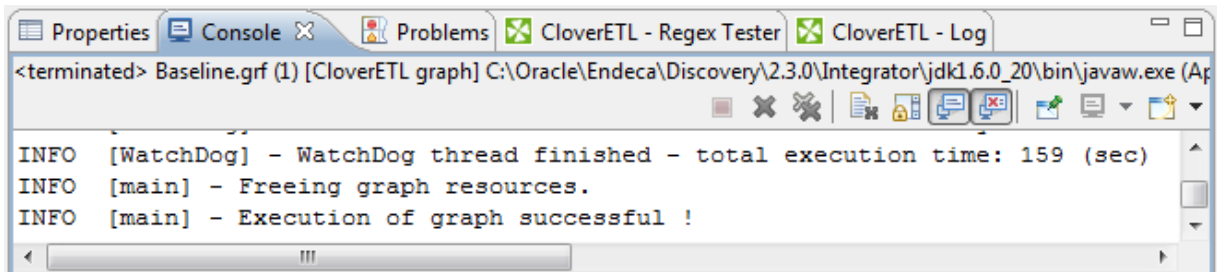 Properties Console Problems CloverETL - Regex Tester CloverETL - Log
<terminated> Baseline.grf (1) [CloverETL graph] C:\Oracle\Endeca\Discovery\2.3.0\Integrator\jdk1.6.0_20\bin\javaw.exe (Ap
INFO [WatchDog] - WatchDog thread finished - total execution time: 159 (sec)
INFO [main] - Freeing graph resources.
INFO [main] - Execution of graph successful !